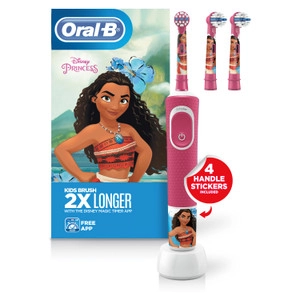 Oral-B
Disney
PRINCESS
KIDS BRUSH
2X LONGER
WITH THE DISNEY MAGIC TIMER APP
FREE
APP
4
HANDLE
STICKERS
INCLUDED